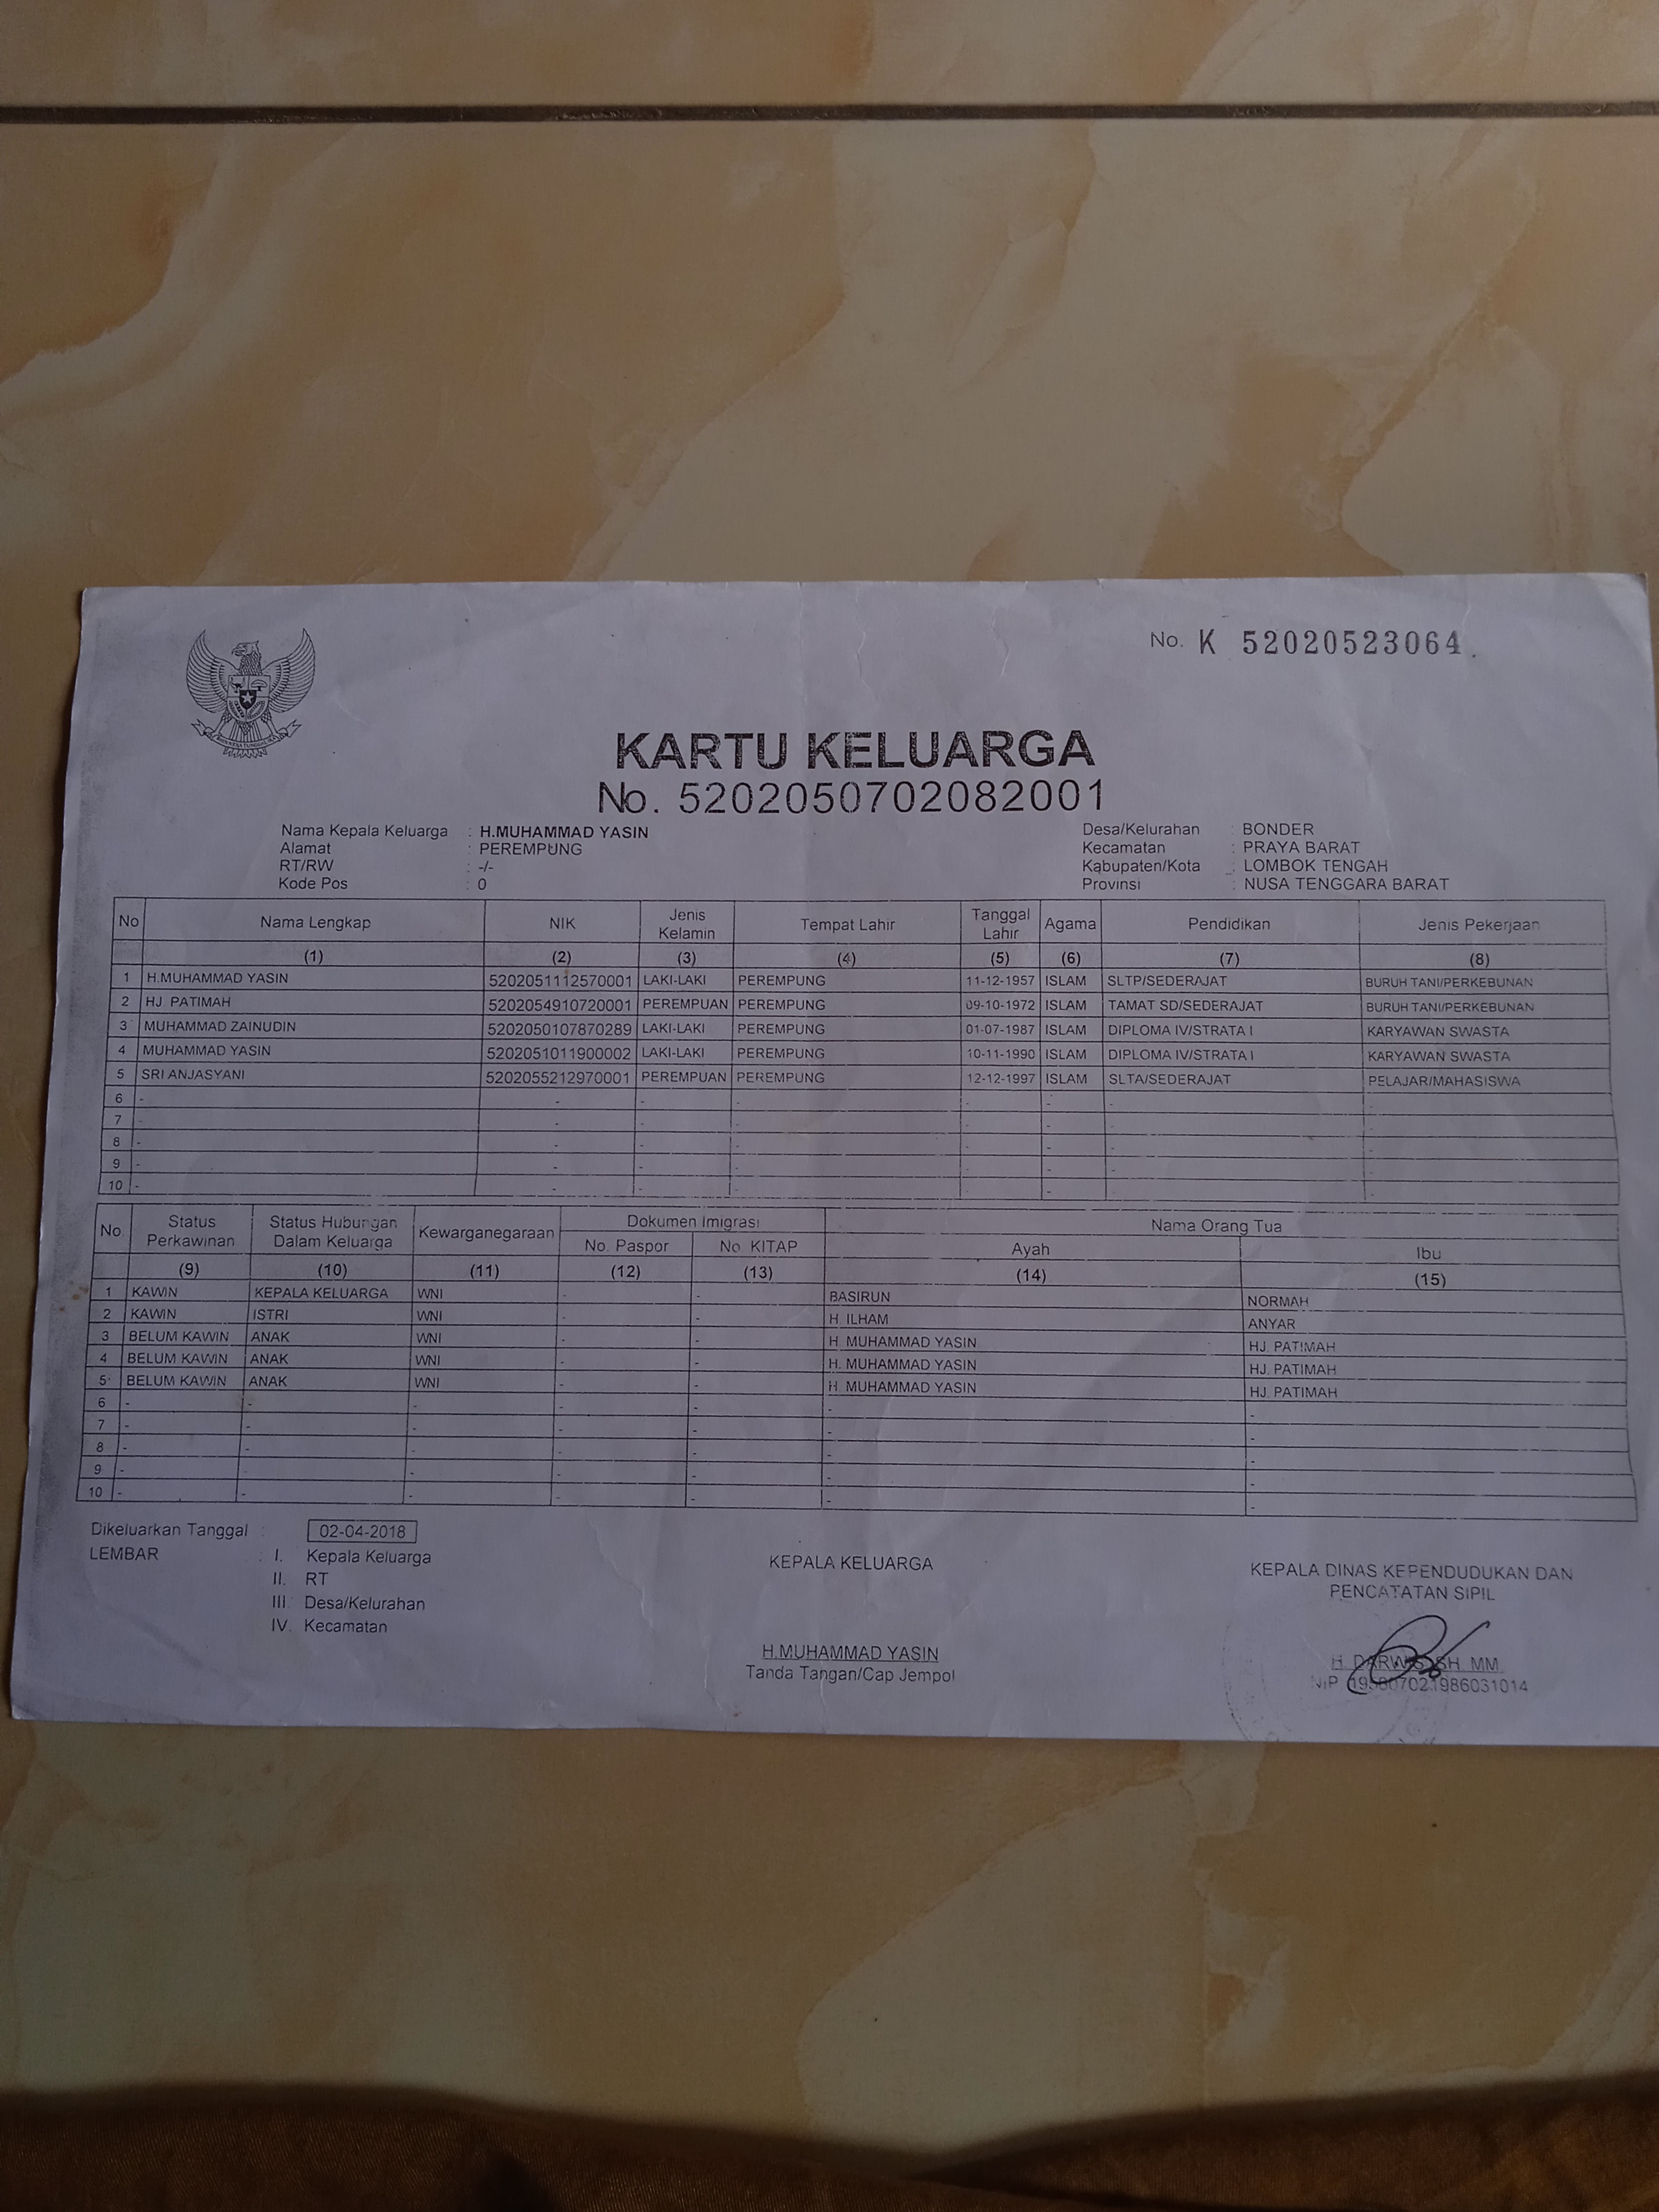 No. K 52020523064
KARTU KELUARGA
No. 5202050702082001
Nama Kepala Keluarga : H.MUHAMMAD YASIN
Alamat : PEREMPUNG
RT/RW : -/-
Kode Pos : 0
Desa/Kelurahan : BONDER
Kecamatan : PRAYA BARAT
Kabupaten/Kota : LOMBOK TENGAH
Provinsi : NUSA TENGGARA BARAT
No Nama Lengkap NIK Jenis Kelamin Tempat Lahir Tanggal Lahir Agama Pendidikan Jenis Pekerjaan
(1) (2) (3) (4) (5) (6) (7) (8)
1 H.MUHAMMAD YASIN 5202051112570001 LAKI-LAKI PEREMPUNG 11-12-1957 ISLAM SLTP/SEDERAJAT BURUH TANI/PERKEBUNAN
2 HJ PATIMAH 5202054910720001 PEREMPUAN PEREMPUNG 09-10-1972 ISLAM TAMAT SD/SEDERAJAT BURUH TANI/PERKEBUNAN
3 MUHAMMAD ZAINUDIN 5202050107870289 LAKI-LAKI PEREMPUNG 01-07-1987 ISLAM DIPLOMA IV/STRATA I KARYAWAN SWASTA
4 MUHAMMAD YASIN 5202051011900002 LAKI-LAKI PEREMPUNG 10-11-1990 ISLAM DIPLOMA IV/STRATA I KARYAWAN SWASTA
5 SRI ANJASYANI 5202055212970001 PEREMPUAN PEREMPUNG 12-12-1997 ISLAM SLTA/SEDERAJAT PELAJAR/MAHASISWA
6 - - - - - - - -
7 - - - - - - - -
8 - - - - - - - -
9 - - - - - - - -
10 - - - - - - - -
No. Status Perkawinan Status Hubungan Dalam Keluarga Kewarganegaraan Dokumen Imigrasi Nama Orang Tua
No. Paspor No. KITAP Ayah Ibu
(9) (10) (11) (12) (13) (14) (15)
1 KAWIN KEPALA KELUARGA WNI - - BASIRUN NORMAH
2 KAWIN ISTRI WNI - - H. ILHAM ANYAR
3 BELUM KAWIN ANAK WNI - - H. MUHAMMAD YASIN HJ. PATIMAH
4 BELUM KAWIN ANAK WNI - - H. MUHAMMAD YASIN HJ. PATIMAH
5 BELUM KAWIN ANAK WNI - - H. MUHAMMAD YASIN HJ. PATIMAH
6 - - - - - - -
7 - - - - - - -
8 - - - - - - -
9 - - - - - - -
10 - - - - - - -
Dikeluarkan Tanggal : 02-04-2018
LEMBAR : I. Kepala Keluarga
II. RT
III. Desa/Kelurahan
IV. Kecamatan
KEPALA KELUARGA
H.MUHAMMAD YASIN
Tanda Tangan/Cap Jempol
KEPALA DINAS KEPENDUDUKAN DAN
PENCATATAN SIPIL
H. DARWIS, SH. MM
NIP